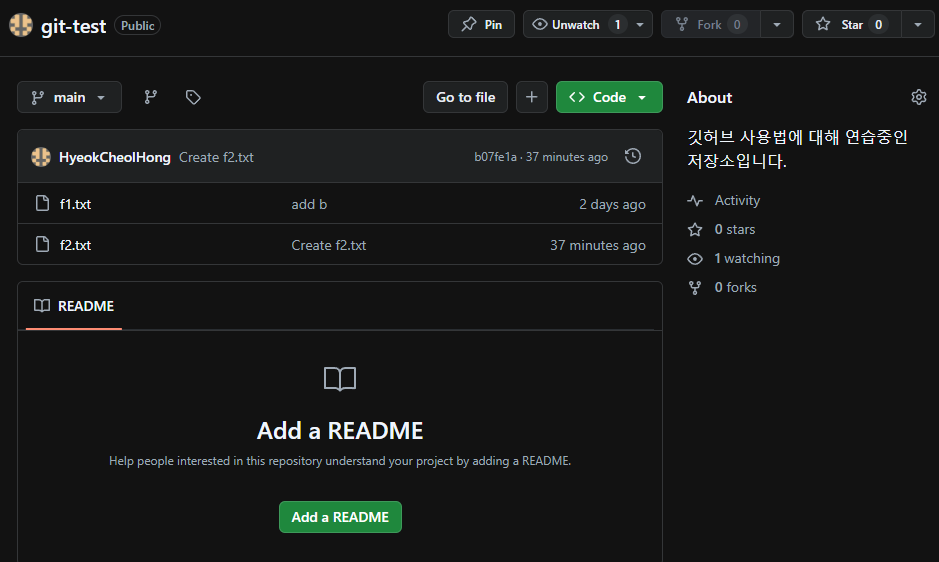 git-test Public Pin Unwatch 1 Fork 0 Star 0
main Go to file Code
HyeokCheolHong Create f2.txt b07fe1a · 37 minutes ago
f1.txt add b 2 days ago
f2.txt Create f2.txt 37 minutes ago
README
Add a README
Help people interested in this repository understand your project by adding a README.
Add a README
About
깃허브 사용법에 대해 연습중인
저장소입니다.
Activity
0 stars
1 watching
0 forks